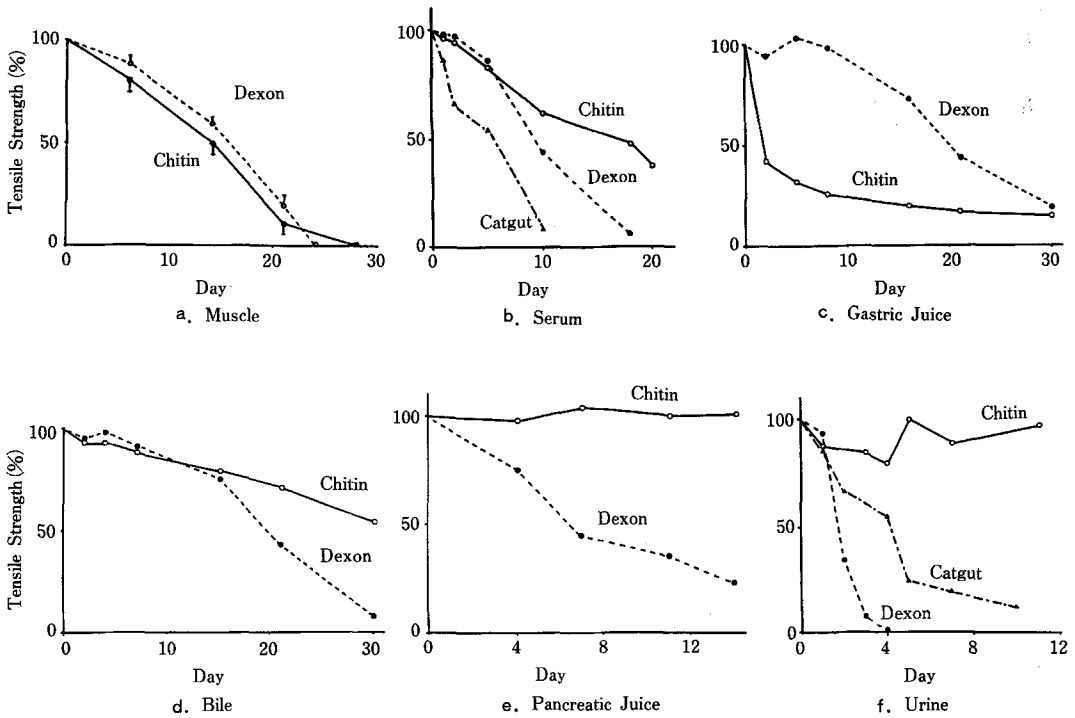 Tensile Strength (%)
100
50
0
Dexon
Chitin
0 10 20 30
Day
a. Muscle
100
50
0
Chitin
Dexon
Catgut
0 10 20
Day
b. Serum
100
50
0
Dexon
Chitin
0 10 20 30
Day
c. Gastric Juice
Tensile Strength (%)
100
50
0
Chitin
Dexon
0 10 20 30
Day
d. Bile
100
50
0
Chitin
Dexon
0 4 8 12
Day
e. Pancreatic Juice
100
50
0
Chitin
Catgut
Dexon
0 4 8 12
Day
f. Urine